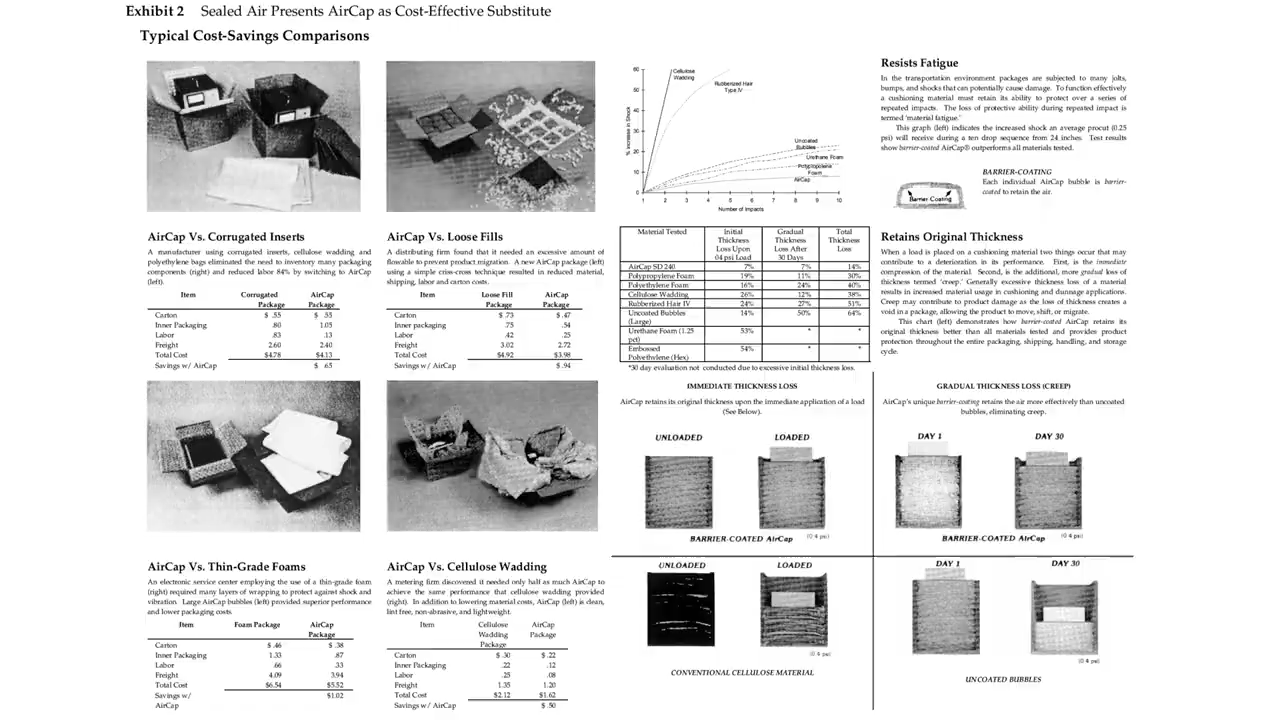 Exhibit 2 Sealed Air Presents AirCap as Cost-Effective Substitute
Typical Cost-Savings Comparisons
AirCap Vs. Corrugated Inserts
A manufacturer using corrugated inserts, cellulose wadding and
polyethylene bags eliminated the need to inventory many packaging
components (right) and reduced labor 84% by switching to AirCap
(left).
Item Corrugated Package AirCap Package
Carton $ .55 $ .55
Inner Packaging .80 1.05
Labor .83 .13
Freight 2.60 2.40
Total Cost $4.78 $4.13
Savings w/ AirCap $ .65
AirCap Vs. Loose Fills
A distributing firm found that it needed an excessive amount of
flowable to prevent product migration. A new AirCap package (left)
using a simple criss-cross technique resulted in reduced material,
shipping, labor and carton costs.
Item Loose Fill Package AirCap Package
Carton $ .73 $ .47
Inner packaging .75 .54
Labor .42 .25
Freight 3.02 2.72
Total Cost $4.92 $3.98
Savings w/ AirCap $ .94
AirCap Vs. Thin-Grade Foams
An electronic service center employing the use of a thin-grade foam
(right) required many layers of wrapping to protect against shock and
vibration. Large AirCap bubbles (left) provided superior performance
and lower packaging costs.
Item Foam Package AirCap Package
Carton $ .46 $ .38
Inner Packaging 1.33 .87
Labor .66 .33
Freight 4.09 3.94
Total Cost $6.54 $5.52
Savings w/ AirCap $1.02
AirCap Vs. Cellulose Wadding
A metering firm discovered it needed only half as much AirCap to
achieve the same performance that cellulose wadding provided
(right). In addition to lowering material costs, AirCap (left) is clean,
lint free, non-abrasive, and lightweight.
Item Cellulose Wadding Package AirCap Package
Carton $ .30 $ .22
Inner Packaging .22 .12
Labor .25 .08
Freight 1.35 1.20
Total Cost $2.12 $1.62
Savings w/ AirCap $ .50
% Increase in Shock
60
50
40
30
20
10
0
1 2 3 4 5 6 7 8 9 10
Number of Impacts
Cellulose Wadding
Rubberized Hair Type IV
Uncoated Bubbles
Urethane Foam
Polypropolene Foam
AirCap
Resists Fatigue
In the transportation environment packages are subjected to many jolts,
bumps, and shocks that can potentially cause damage. To function effectively
a cushioning material must retain its ability to protect over a series of
repeated impacts. The loss of protective ability during repeated impact is
termed 'material fatigue.'
This graph (left) indicates the increased shock an average procut (0.25
psi) will receive during a ten drop sequence from 24 inches. Test results
show barrier-coated AirCap® outperforms all materials tested.
Barrier Coating
BARRIER-COATING
Each individual AirCap bubble is barrier-
coated to retain the air.
Material Tested Initial Thickness Loss Upon 04 psi Load Gradual Thickness Loss After 30 Days Total Thickness Loss
AirCap SD 240 7% 7% 14%
Polypropylene Foam 19% 11% 30%
Polyethylene Foam 16% 24% 40%
Cellulose Wadding 26% 12% 38%
Rubberized Hair IV 24% 27% 51%
Uncoated Bubbles (Large) 14% 50% 64%
Urethane Foam (1.25 pct) 53% * *
Embossed Polyethylene (Hex) 54% * *
*30 day evaluation not conducted due to excessive initial thickness loss.
Retains Original Thickness
When a load is placed on a cushioning material two things occur that may
contribute to a deterioration in its performance. First, is the immediate
compression of the material. Second, is the additional, more gradual loss of
thickness termed 'creep.' Generally excessive thickness loss of a material
results in increased material usage in cushioning and dunnage applications.
Creep may contribute to product damage as the loss of thickness creates a
void in a package, allowing the product to move, shift, or migrate.
This chart (left) demonstrates how barrier-coated AirCap retains its
original thickness better than all materials tested and provides product
protection throughout the entire packaging, shipping, handling, and storage
cycle.
IMMEDIATE THICKNESS LOSS
AirCap retains its original thickness upon the immediate application of a load
(See Below).
UNLOADED LOADED
BARRIER-COATED AirCap (0.4 psi)
GRADUAL THICKNESS LOSS (CREEP)
AirCap's unique barrier-coating retains the air more effectively than uncoated
bubbles, eliminating creep.
DAY 1 DAY 30
BARRIER-COATED AirCap (0.4 psi)
UNLOADED LOADED
(0.4 psi)
CONVENTIONAL CELLULOSE MATERIAL
DAY 1 DAY 30
(0.4 psi)
UNCOATED BUBBLES